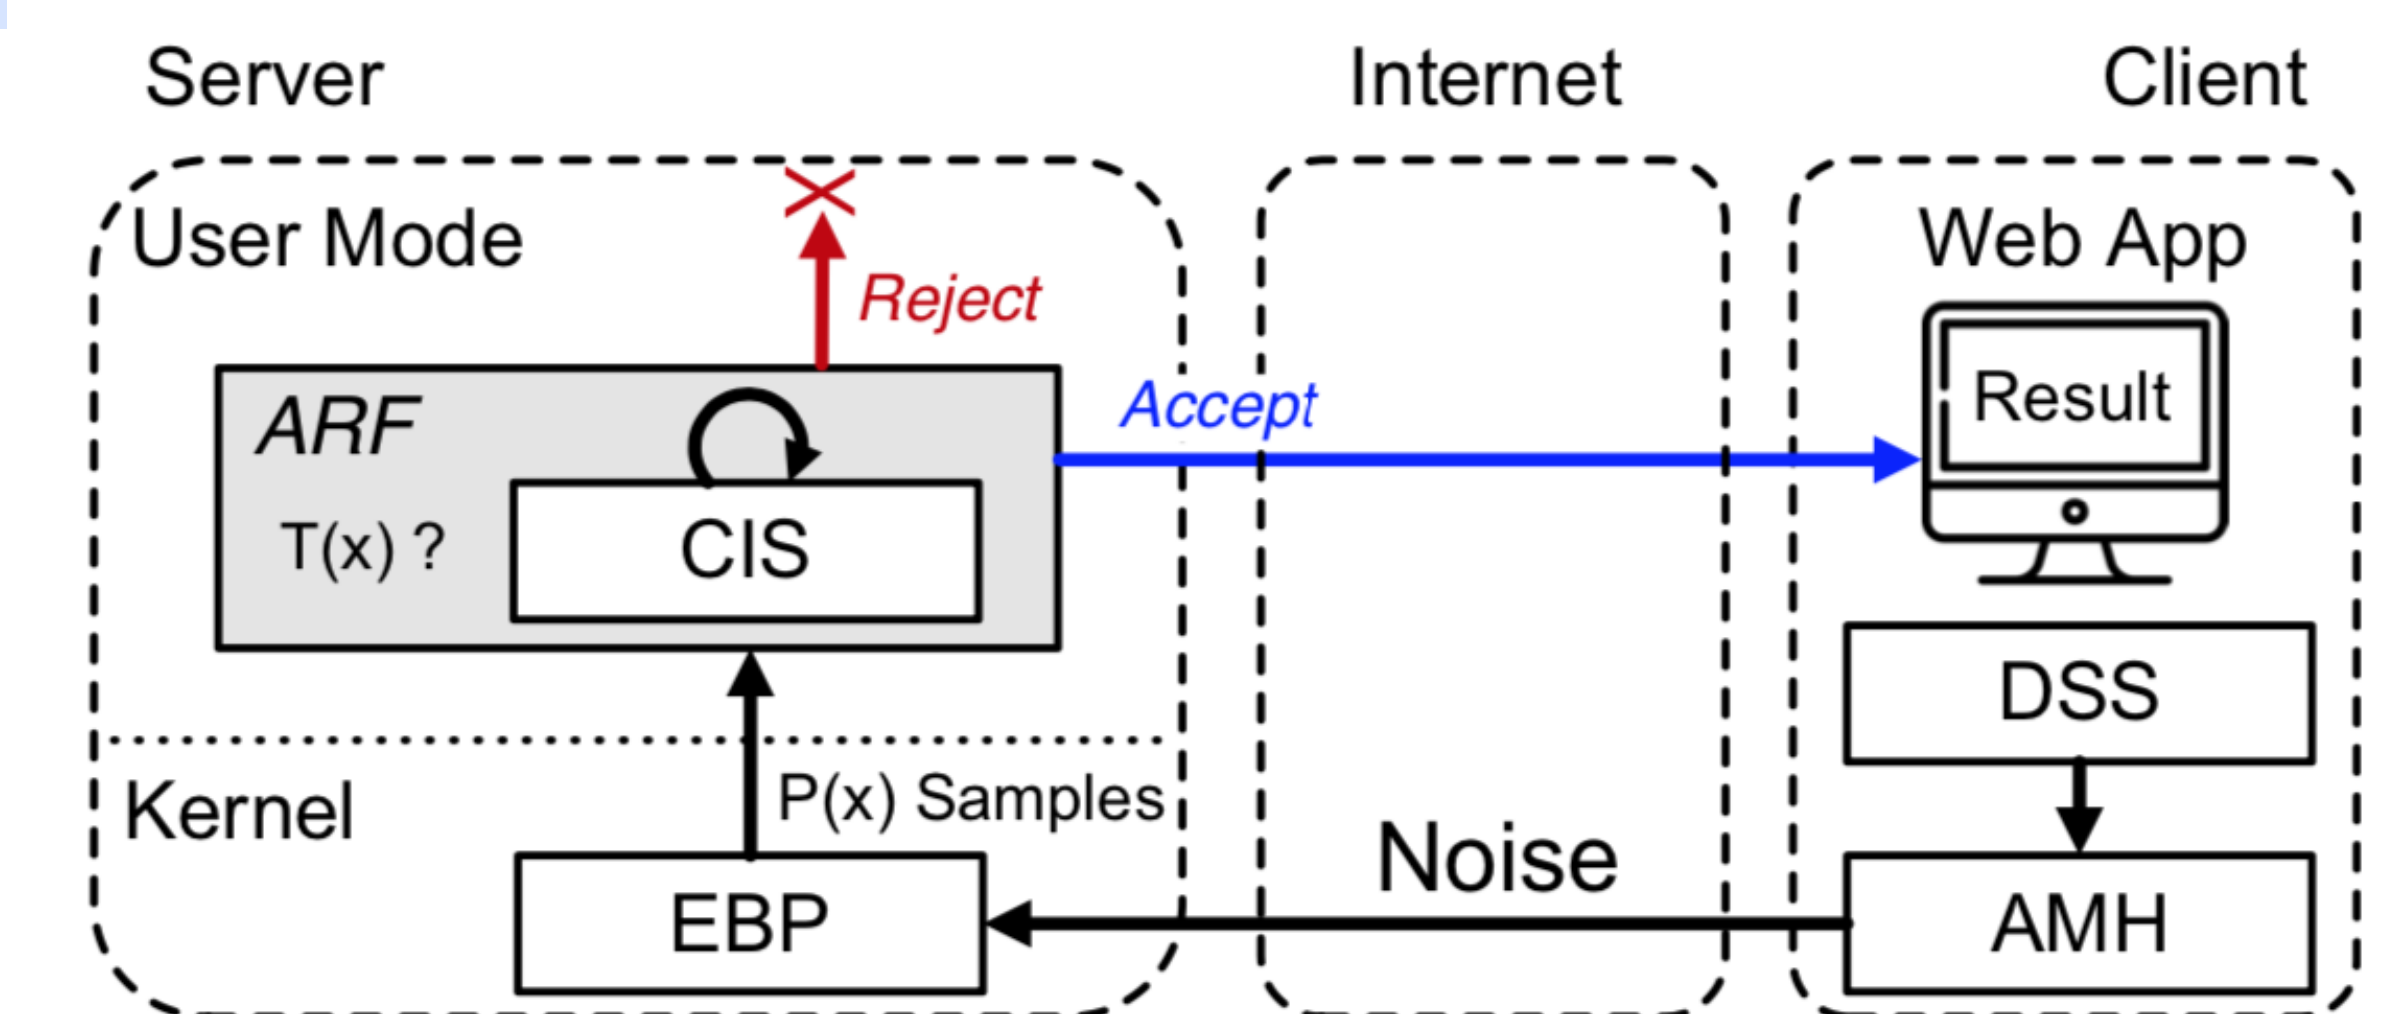 Server
Internet
Client
User Mode
Web App
Reject
Result
ARF
Accept
T(x) ?
CIS
DSS
Kernel
P(x) Samples
Noise
EBP
AMH